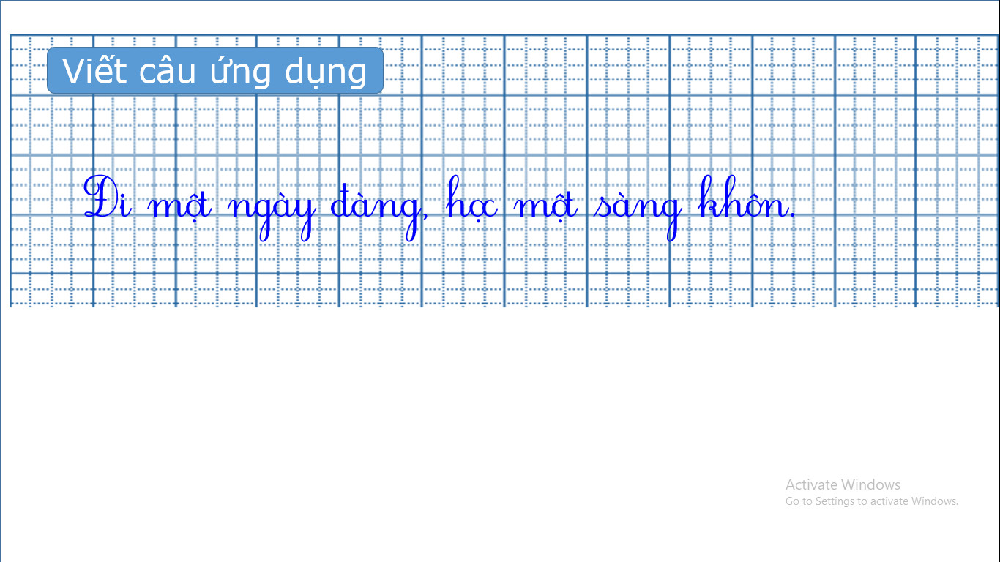 Viết câu ứng dụng
Đi một ngày đàng, học một sàng khôn.
Activate Windows
Go to Settings to activate Windows.